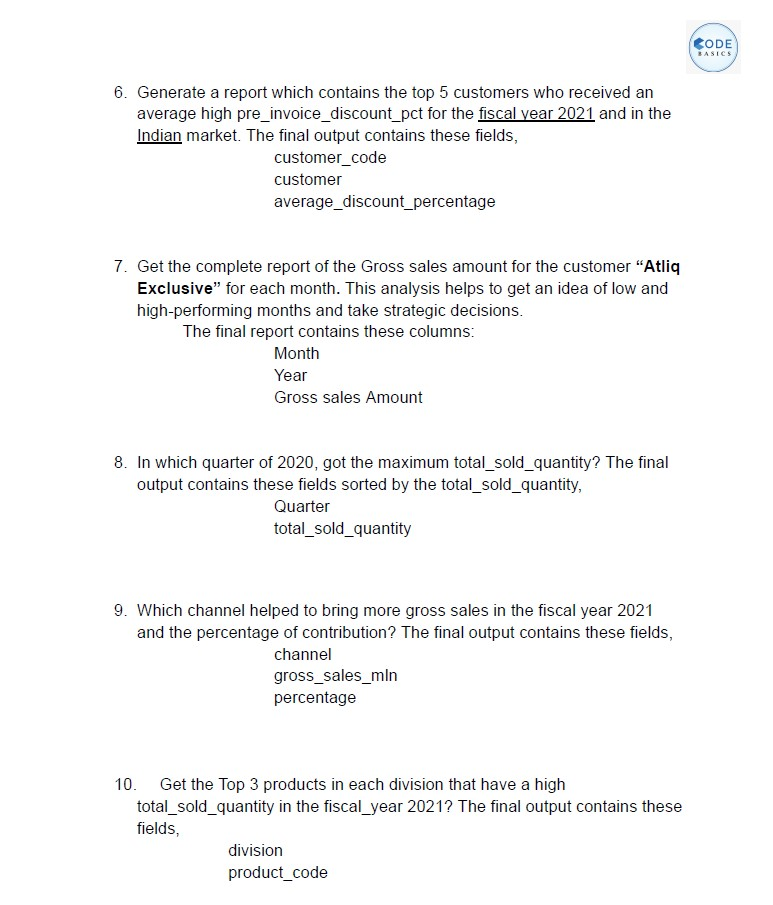 CODE
BASICS
6. Generate a report which contains the top 5 customers who received an
average high pre_invoice_discount_pct for the fiscal year 2021 and in the
Indian market. The final output contains these fields,
customer_code
customer
average_discount_percentage
7. Get the complete report of the Gross sales amount for the customer “Atliq
Exclusive” for each month. This analysis helps to get an idea of low and
high-performing months and take strategic decisions.
The final report contains these columns:
Month
Year
Gross sales Amount
8. In which quarter of 2020, got the maximum total_sold_quantity? The final
output contains these fields sorted by the total_sold_quantity,
Quarter
total_sold_quantity
9. Which channel helped to bring more gross sales in the fiscal year 2021
and the percentage of contribution? The final output contains these fields,
channel
gross_sales_mln
percentage
10. Get the Top 3 products in each division that have a high
total_sold_quantity in the fiscal_year 2021? The final output contains these
fields,
division
product_code